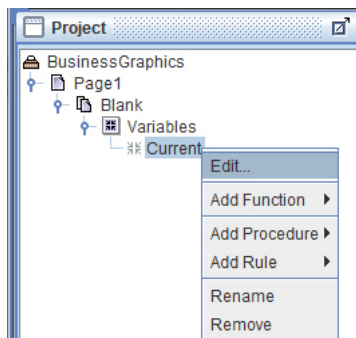 Project
BusinessGraphics
Page1
Blank
Variables
Current
Edit...
Add Function
Add Procedure
Add Rule
Rename
Remove